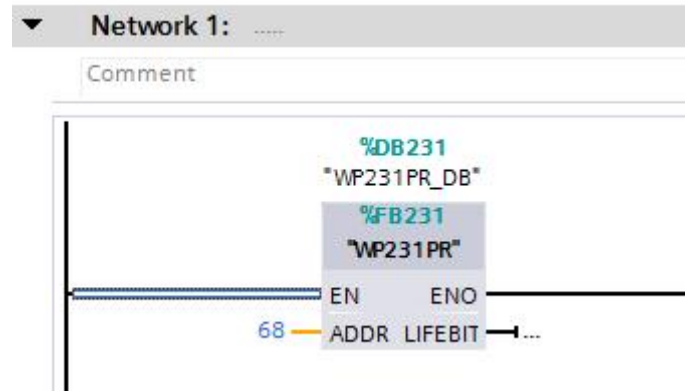 Network 1: .....
Comment
%DB231
"WP231PR_DB"
%FB231
"WP231PR"
EN ENO
68 ADDR LIFEBIT ...